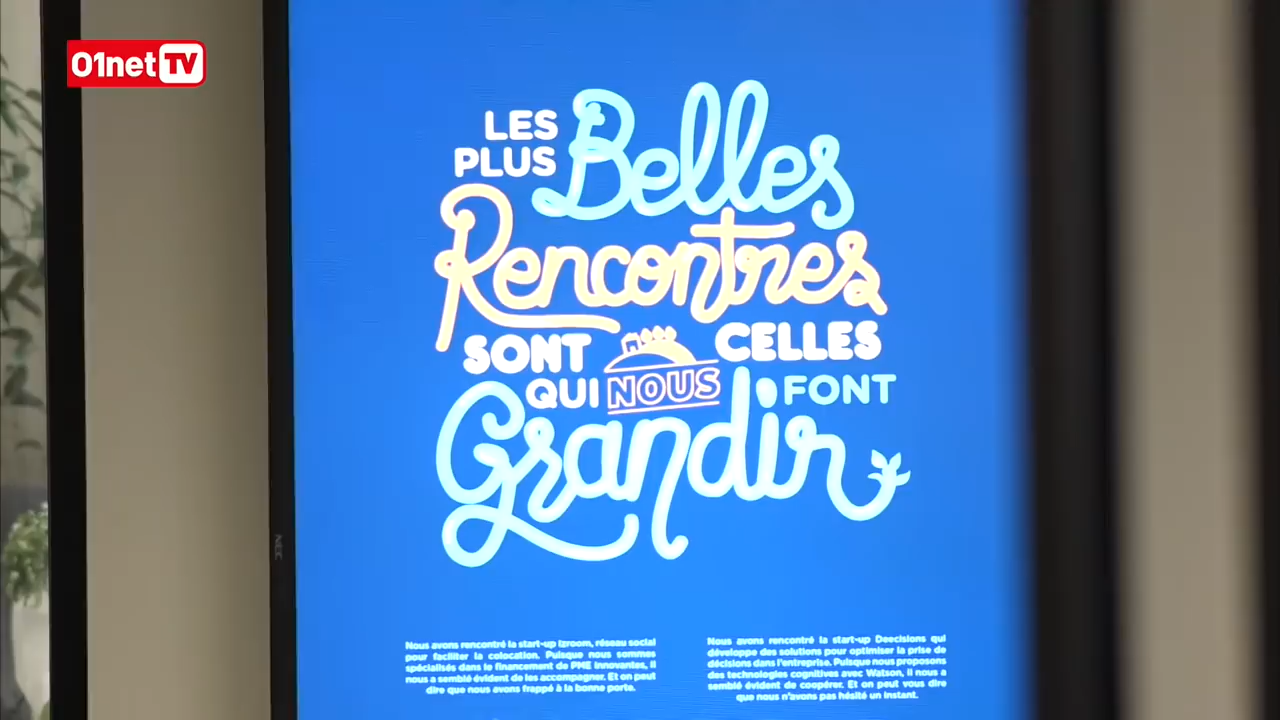 01net TV
LES
PLUS Belles
Rencontres
SONT CELLES
QUI NOUS FONT
Grandir
NEC
Nous avons rencontré la start-up Izroom, réseau social
pour faciliter la colocation. Puisque nous sommes
spécialisés dans le financement de PME innovantes, il
nous a semblé évident de les accompagner. Et on peut
dire que nous avons frappé à la bonne porte.
Nous avons rencontré la start-up Deecisions qui
développe des solutions pour optimiser la prise de
décisions dans l'entreprise. Puisque nous proposons
des technologies cognitives avec Watson, il nous a
semblé évident de coopérer. Et on peut vous dire
que nous n'avons pas hésité un instant.